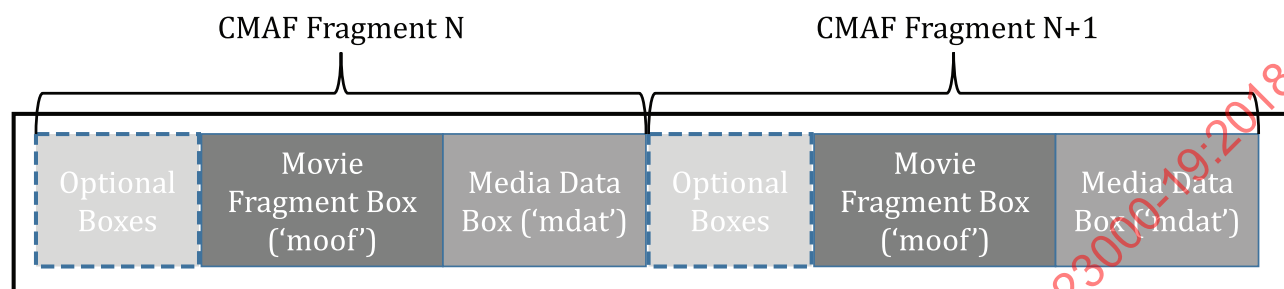 CMAF Fragment N
CMAF Fragment N+1
Optional
Boxes
Movie
Fragment Box
(‘moof’)
Media Data
Box (‘mdat’)
Optional
Boxes
Movie
Fragment Box
(‘moof’)
Media Data
Box (‘mdat’)
23000-19:2018